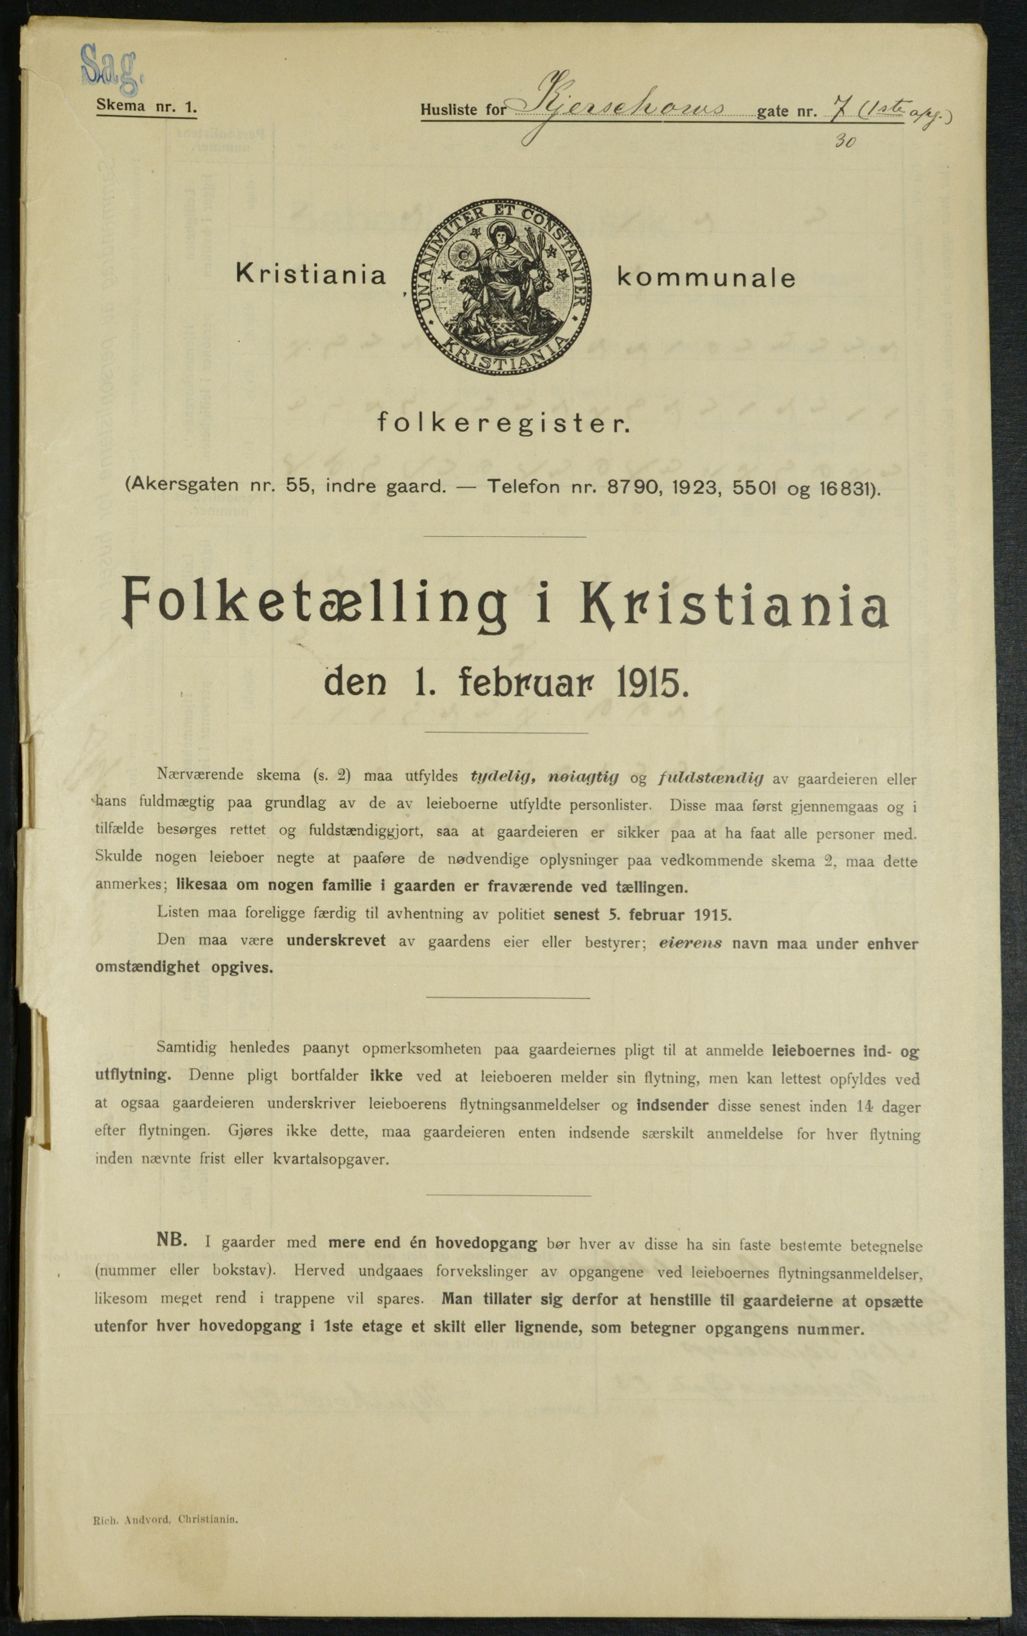 Sag.
Skema nr. 1.
Husliste for Kjerschows gate nr. 7 (1ste opg.)
30
UNANIMITER ET CONSTANTER
KRISTIANIA
Kristiania kommunale
folkeregister.
(Akersgaten nr. 55, indre gaard. — Telefon nr. 8790, 1923, 5501 og 16831).
Folketælling i Kristiania
den 1. februar 1915.
Nærværende skema (s. 2) maa utfyldes tydelig, nøiagtig og fuldstændig av gaardeieren eller
hans fuldmægtig paa grundlag av de av leieboerne utfyldte personlister. Disse maa først gjennemgaas og i
tilfælde besørges rettet og fuldstændiggjort, saa at gaardeieren er sikker paa at ha faat alle personer med.
Skulde nogen leieboer negte at paaføre de nødvendige oplysninger paa vedkommende skema 2, maa dette
anmerkes; likesaa om nogen familie i gaarden er fraværende ved tællingen.
Listen maa foreligge færdig til avhentning av politiet senest 5. februar 1915.
Den maa være underskrevet av gaardens eier eller bestyrer; eierens navn maa under enhver
omstændighet opgives.
Samtidig henledes paanyt opmerksomheten paa gaardeiernes pligt til at anmelde leieboernes ind- og
utflytning. Denne pligt bortfalder ikke ved at leieboeren melder sin flytning, men kan lettest opfyldes ved
at ogsaa gaardeieren underskriver leieboerens flytningsanmeldelser og indsender disse senest inden 14 dager
efter flytningen. Gjøres ikke dette, maa gaardeieren enten indsende særskilt anmeldelse for hver flytning
inden nævnte frist eller kvartalsopgaver.
NB. I gaarder med mere end én hovedopgang bør hver av disse ha sin faste bestemte betegnelse
(nummer eller bokstav). Herved undgaaes forvekslinger av opgangene ved leieboernes flytningsanmeldelser,
likesom meget rend i trappene vil spares. Man tillater sig derfor at henstille til gaardeierne at opsætte
utenfor hver hovedopgang i 1ste etage et skilt eller lignende, som betegner opgangens nummer.
Rich. Andvord, Christiania.